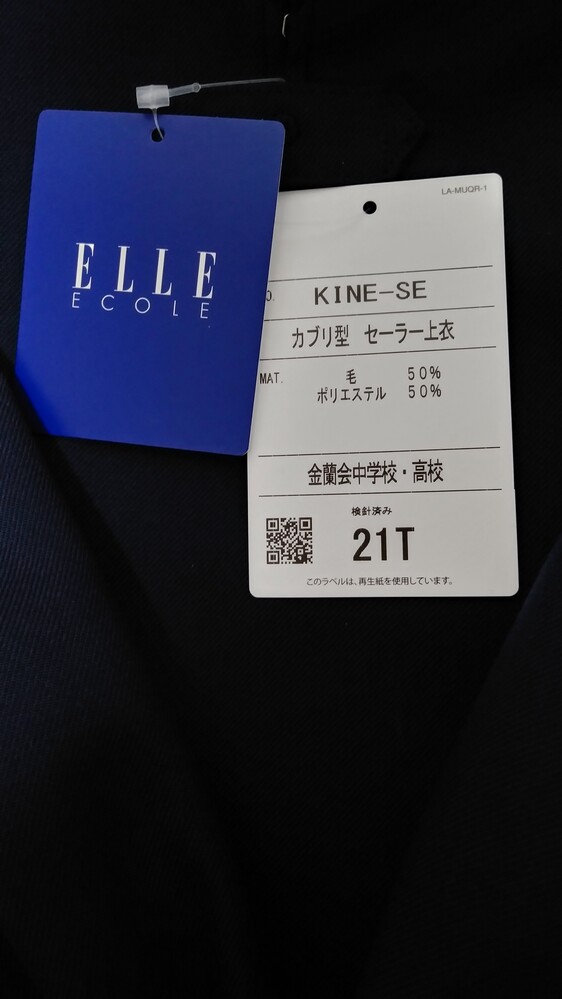 ELLE
ECOLE
LA-MUQR-1
O. KINE-SE
カブリ型 セーラー上衣
MAT. 毛 50%
ポリエステル 50%
金蘭会中学校・高校
検針済み
21T
このラベルは、再生紙を使用しています。